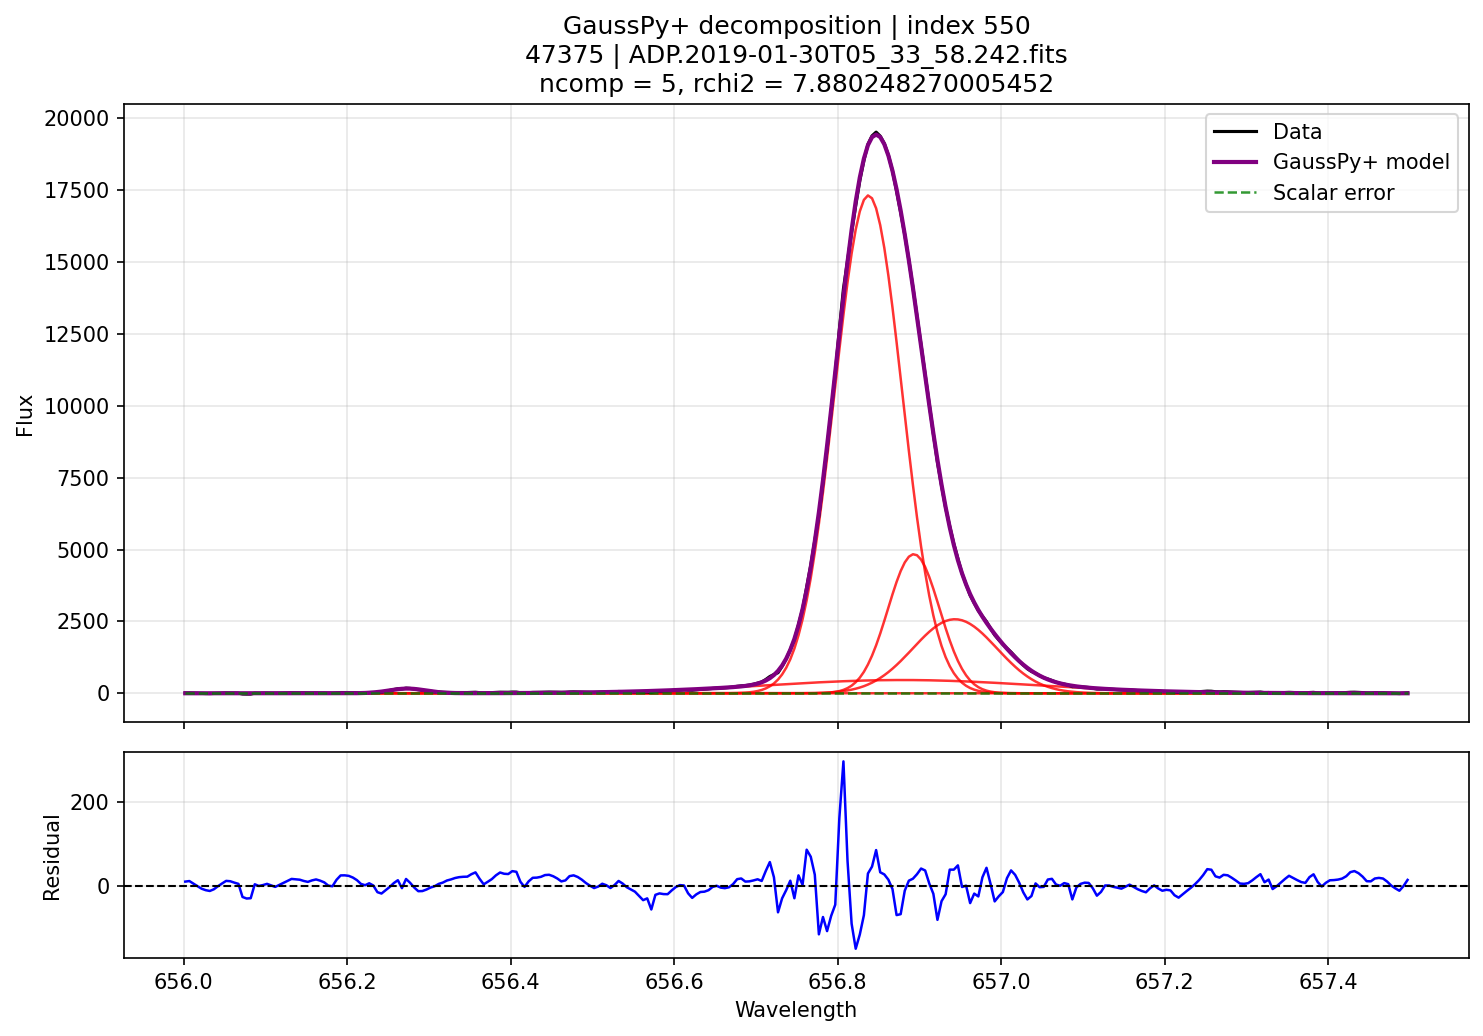 GaussPy+ decomposition | index 550
47375 | ADP.2019-01-30T05_33_58.242.fits
ncomp = 5, rchi2 = 7.880248270005452
20000
17500
15000
12500
10000
7500
5000
2500
0
Flux
Data
GaussPy+ model
Scalar error
200
0
Residual
656.0 656.2 656.4 656.6 656.8 657.0 657.2 657.4
Wavelength